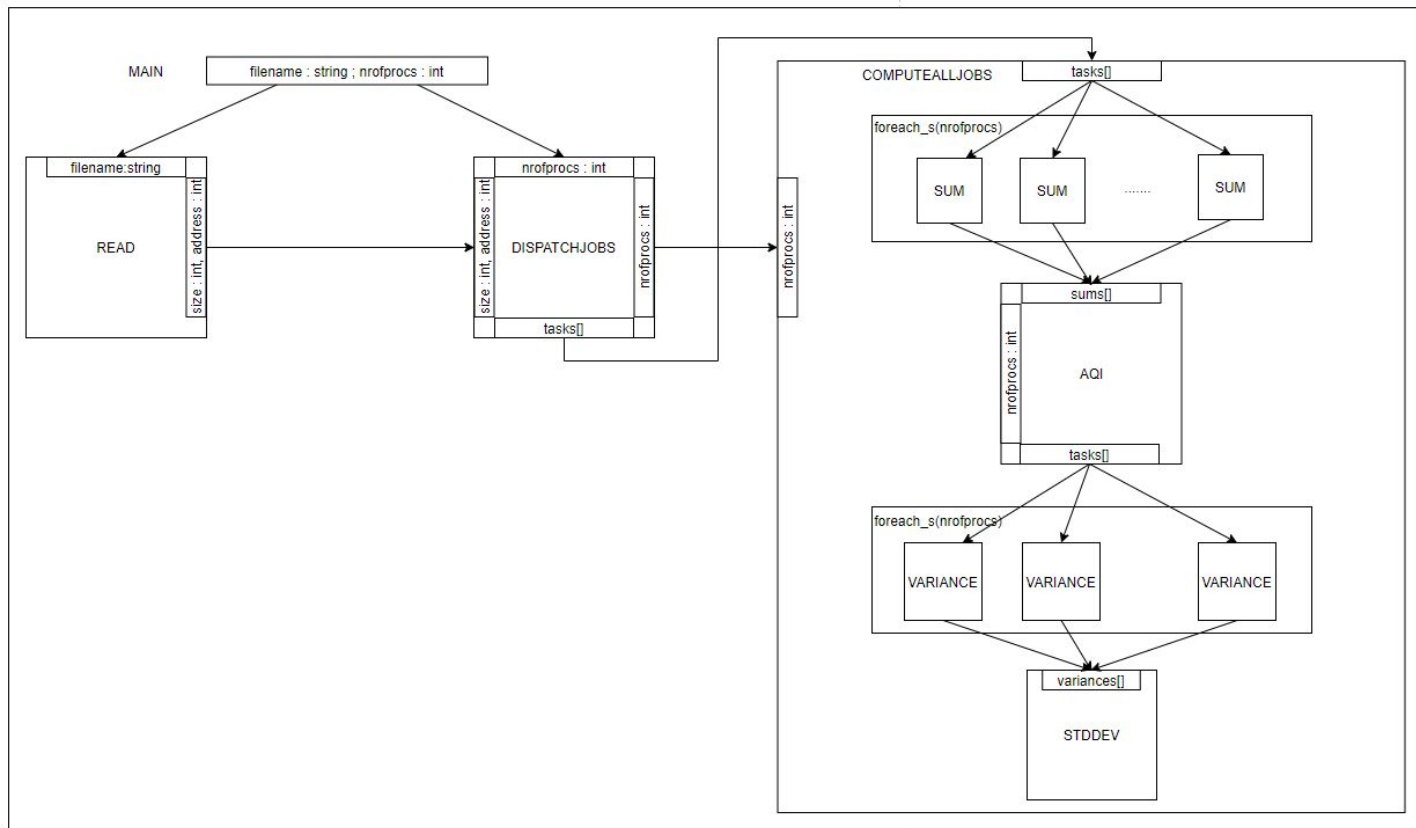 MAIN
filename : string ; nrofprocs : int
COMPUTEALLJOBS
tasks[]
foreach_s(nrofprocs)
SUM
SUM
.......
SUM
filename:string
READ
size : int, address : int
nrofprocs : int
size : int, address : int
DISPATCHJOBS
nrofprocs : int
tasks[]
nrofprocs : int
sums[]
nrofprocs : int
AQI
tasks[]
foreach_s(nrofprocs)
VARIANCE
VARIANCE
VARIANCE
variances[]
STDDEV